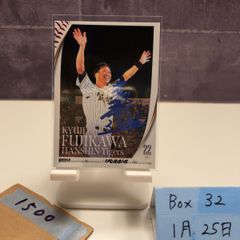 KYUJI
FUJIKAWA
HANSHIN Tigers
22
1500
Box 32
1月25日